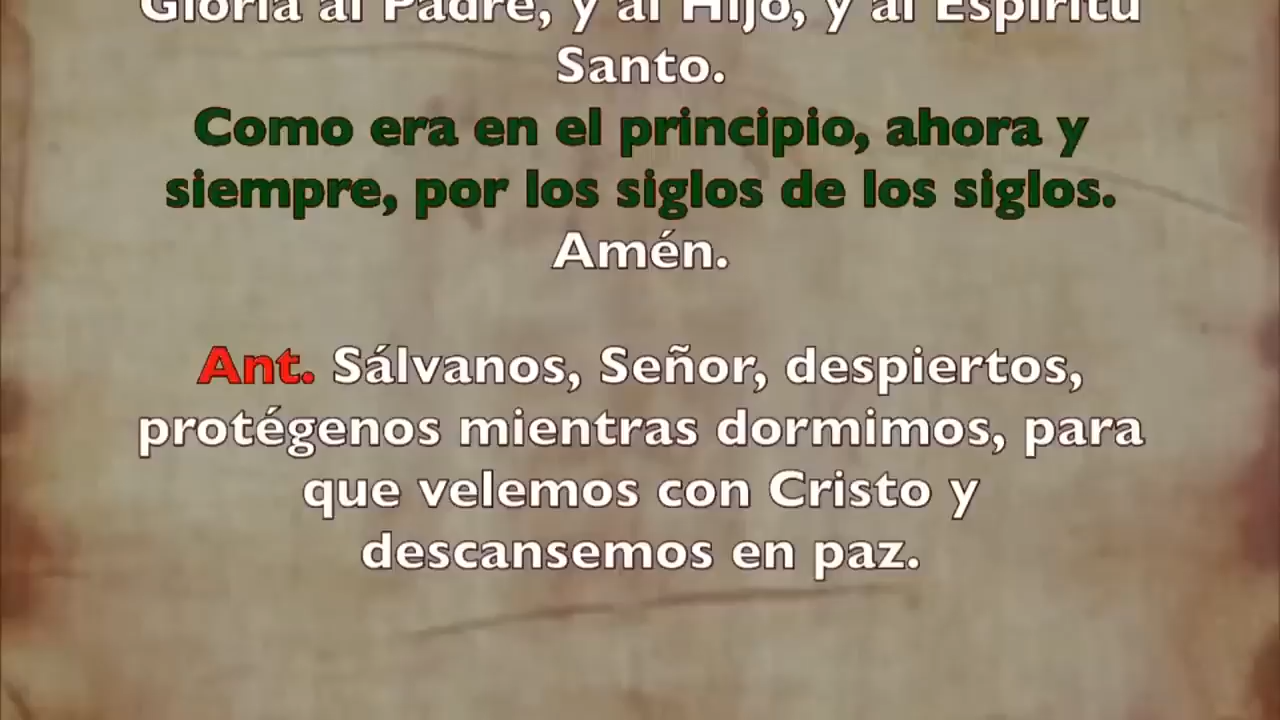 Gloria al Padre, y al Hijo, y al Espíritu
Santo.
Como era en el principio, ahora y
siempre, por los siglos de los siglos.
Amén.
Ant. Sálvanos, Señor, despiertos,
protégenos mientras dormimos, para
que velemos con Cristo y
descansemos en paz.